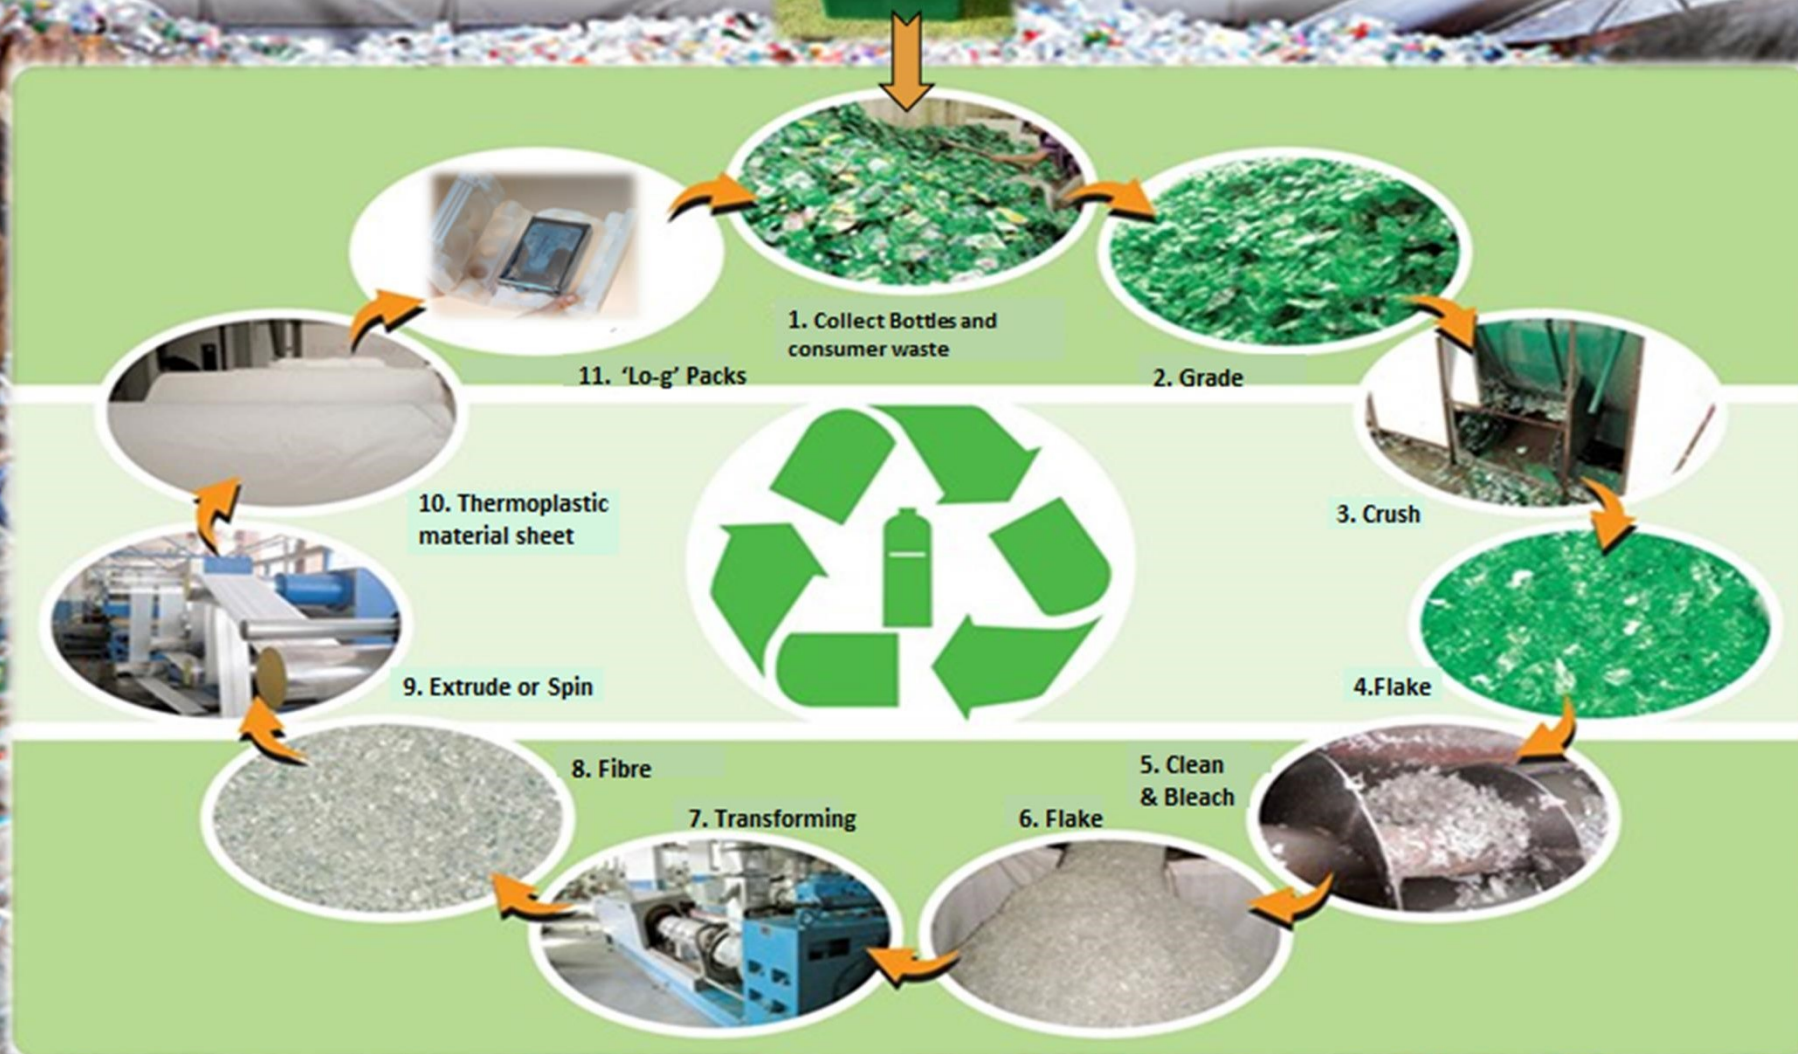 1. Collect Bottles and
consumer waste
2. Grade
3. Crush
4.Flake
5. Clean
& Bleach
6. Flake
7. Transforming
8. Fibre
9. Extrude or Spin
10. Thermoplastic
material sheet
11. ‘Lo-g’ Packs